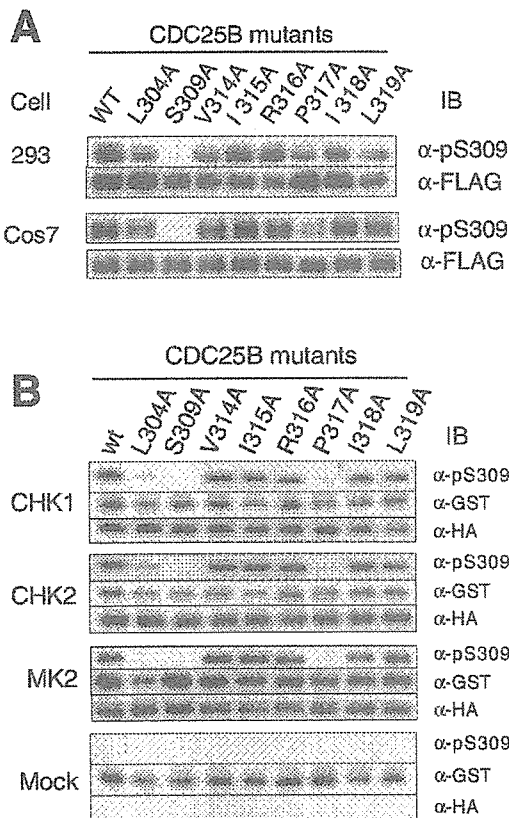 A
CDC25B mutants
Cell WT L304A S309A V314A I315A R316A P317A I318A L319A IB
293 α-pS309
α-FLAG
Cos7 α-pS309
α-FLAG
B
CDC25B mutants
wt L304A S309A V314A I315A R316A P317A I318A L319A IB
CHK1 α-pS309
α-GST
α-HA
CHK2 α-pS309
α-GST
α-HA
MK2 α-pS309
α-GST
α-HA
Mock α-pS309
α-GST
α-HA